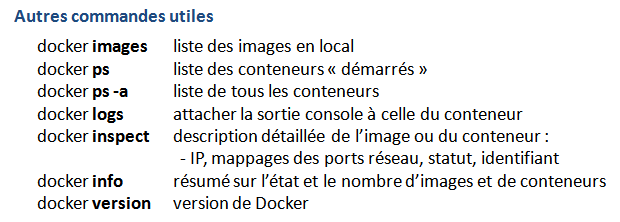 Autres commandes utiles
docker images liste des images en local
docker ps liste des conteneurs « démarrés »
docker ps -a liste de tous les conteneurs
docker logs attacher la sortie console à celle du conteneur
docker inspect description détaillée de l'image ou du conteneur :
- IP, mappages des ports réseau, statut, identifiant
docker info résumé sur l'état et le nombre d'images et de conteneurs
docker version version de Docker